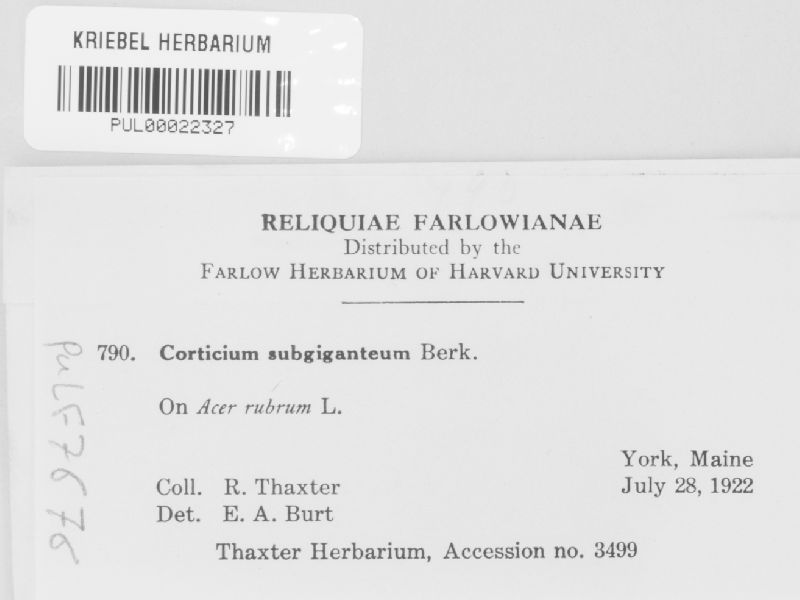 KRIEBEL HERBARIUM
PUL00022327
RELIQUIAE FARLOWIANAE
Distributed by the
FARLOW HERBARIUM OF HARVARD UNIVERSITY
790. Corticium subgiganteum Berk.
On Acer rubrum L.
York, Maine
Coll. R. Thaxter July 28, 1922
Det. E. A. Burt
Thaxter Herbarium, Accession no. 3499